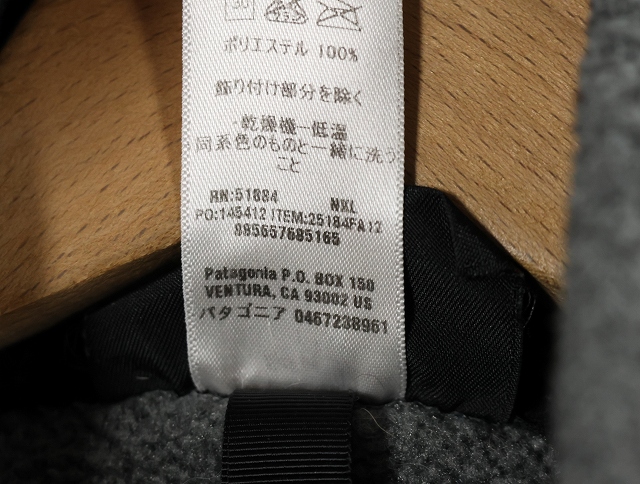 30
ポリエステル 100%
飾り付け部分を除く
乾燥機－低温
同系色のものと一緒に洗う
こと
RN:51884 NKL
PO:145412 ITEM:25184FA12
885657685165
Patagonia P.O. BOX 150
VENTURA, CA 93002 US
パタゴニア 0467238961